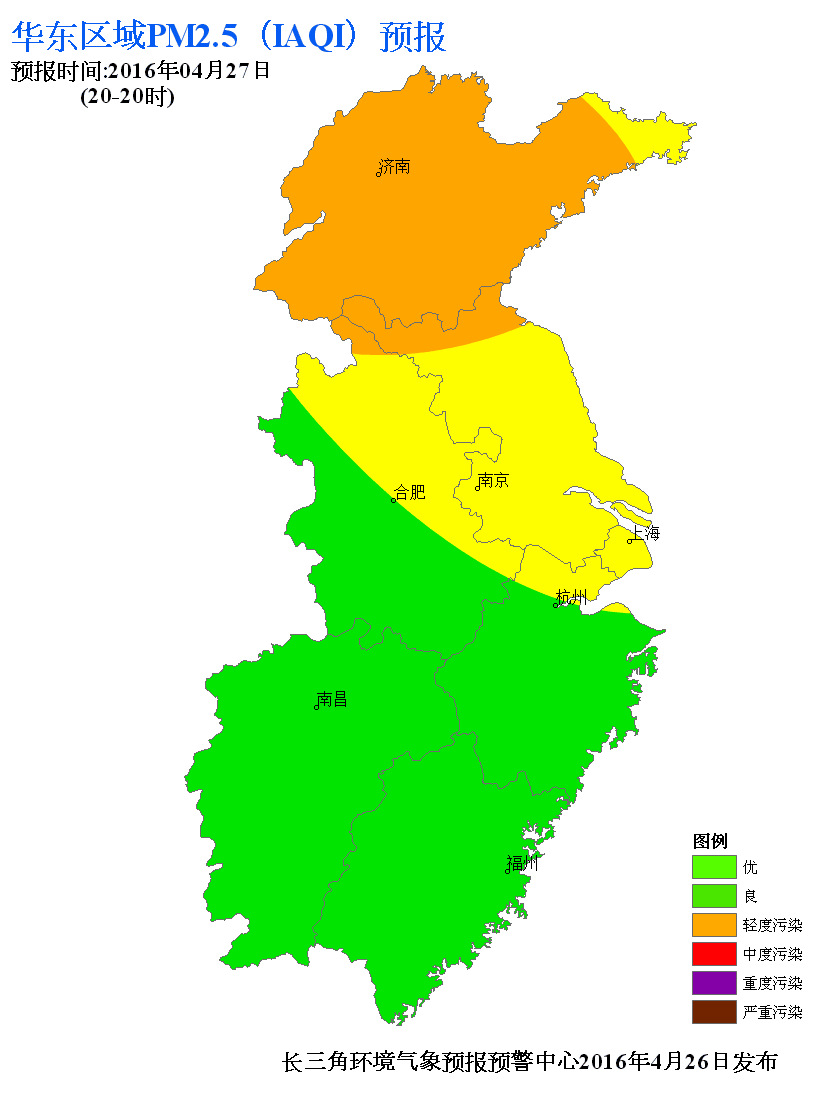 华东区域PM2.5（IAQI）预报
预报时间:2016年04月27日
(20-20时)
济南
南京
合肥
上海
杭州
南昌
福州
图例
优
良
轻度污染
中度污染
重度污染
严重污染
长三角环境气象预报预警中心2016年4月26日发布